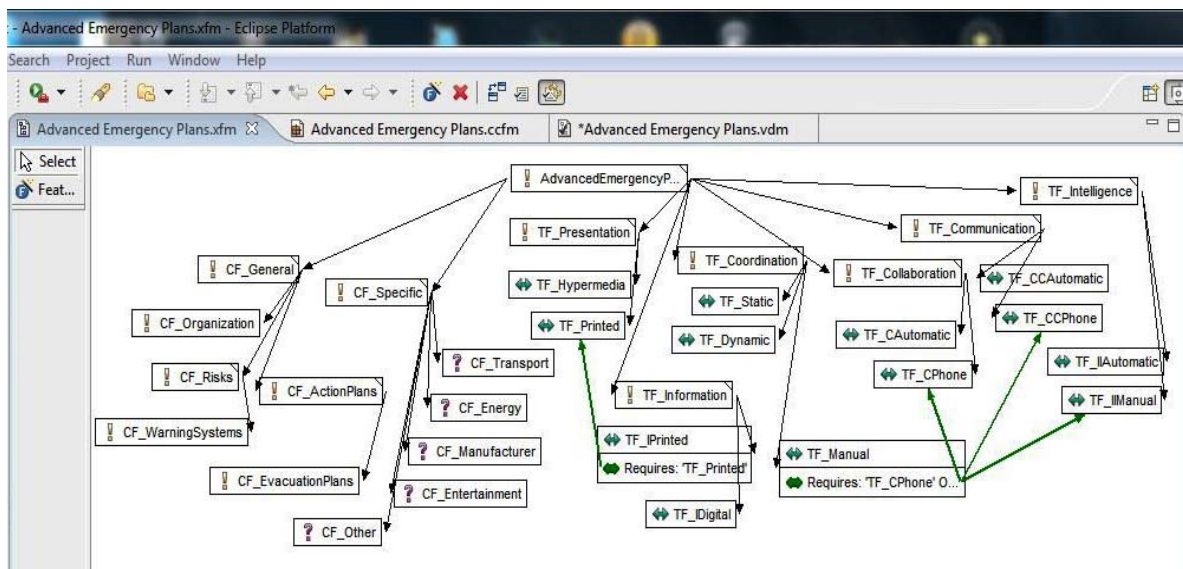 - Advanced Emergency Plans.xfm - Eclipse Platform
Search Project Run Window Help
Advanced Emergency Plans.xfm
Advanced Emergency Plans.ccfm
*Advanced Emergency Plans.vdm
Select
Feat...
AdvancedEmergencyP...
TF_Intelligence
TF_Presentation
TF_Communication
CF_General
TF_Coordination
TF_Collaboration
CF_Specific
TF_Hypermedia
TF_CCAutomatic
TF_Static
CF_Organization
TF_Printed
TF_CCPhone
TF_Dynamic
TF_CAutomatic
CF_Transport
TF_IIAutomatic
CF_Risks
CF_ActionPlans
TF_CPhone
TF_Information
TF_IIManual
CF_Energy
CF_WarningSystems
TF_IPrinted
CF_Manufacturer
TF_Manual
Requires: 'TF_Printed'
CF_EvacuationPlans
Requires: 'TF_CPhone' O...
CF_Entertainment
TF_IDigital
CF_Other